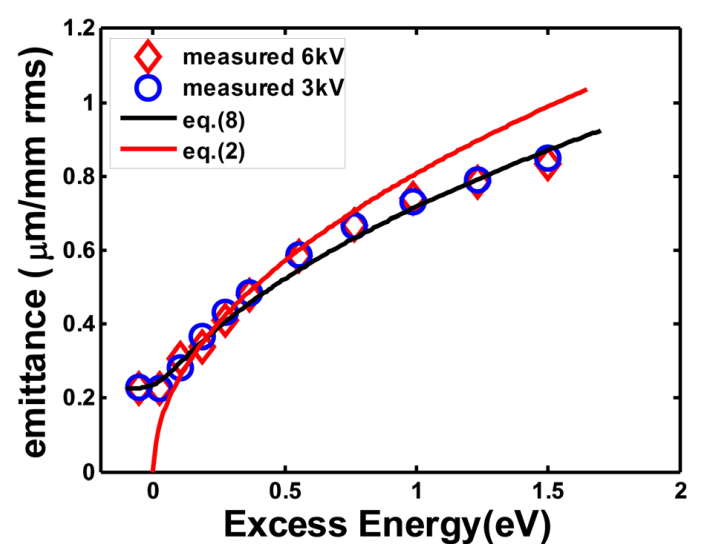 1.2
1
0.8
0.6
0.4
0.2
0
measured 6kV
measured 3kV
eq.(8)
eq.(2)
emittance (μm/mm rms)
0
0.5
1
1.5
2
Excess Energy(eV)